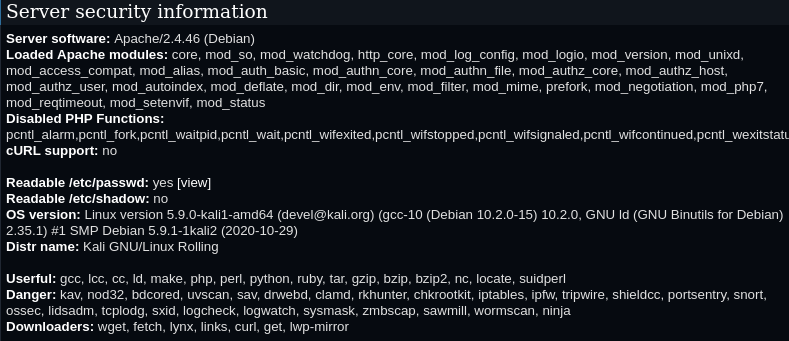 Server security information
Server software: Apache/2.4.46 (Debian)
Loaded Apache modules: core, mod_so, mod_watchdog, http_core, mod_log_config, mod_logio, mod_version, mod_unixd,
mod_access_compat, mod_alias, mod_auth_basic, mod_authn_core, mod_authn_file, mod_authz_core, mod_authz_host,
mod_authz_user, mod_autoindex, mod_deflate, mod_dir, mod_env, mod_filter, mod_mime, prefork, mod_negotiation, mod_php7,
mod_reqtimeout, mod_setenvif, mod_status
Disabled PHP Functions:
pcntl_alarm,pcntl_fork,pcntl_waitpid,pcntl_wait,pcntl_wifexited,pcntl_wifstopped,pcntl_wifsignaled,pcntl_wifcontinued,pcntl_wexitstatu
cURL support: no
Readable /etc/passwd: yes [view]
Readable /etc/shadow: no
OS version: Linux version 5.9.0-kali1-amd64 (devel@kali.org) (gcc-10 (Debian 10.2.0-15) 10.2.0, GNU ld (GNU Binutils for Debian)
2.35.1) #1 SMP Debian 5.9.1-1kali2 (2020-10-29)
Distr name: Kali GNU/Linux Rolling
Userful: gcc, lcc, cc, ld, make, php, perl, python, ruby, tar, gzip, bzip, bzip2, nc, locate, suidperl
Danger: kav, nod32, bdcored, uvscan, sav, drwebd, clamd, rkhunter, chkrootkit, iptables, ipfw, tripwire, shieldcc, portsentry, snort,
ossec, lidsadm, tcplodg, sxid, logcheck, logwatch, sysmask, zmbscap, sawmill, wormscan, ninja
Downloaders: wget, fetch, lynx, links, curl, get, lwp-mirror